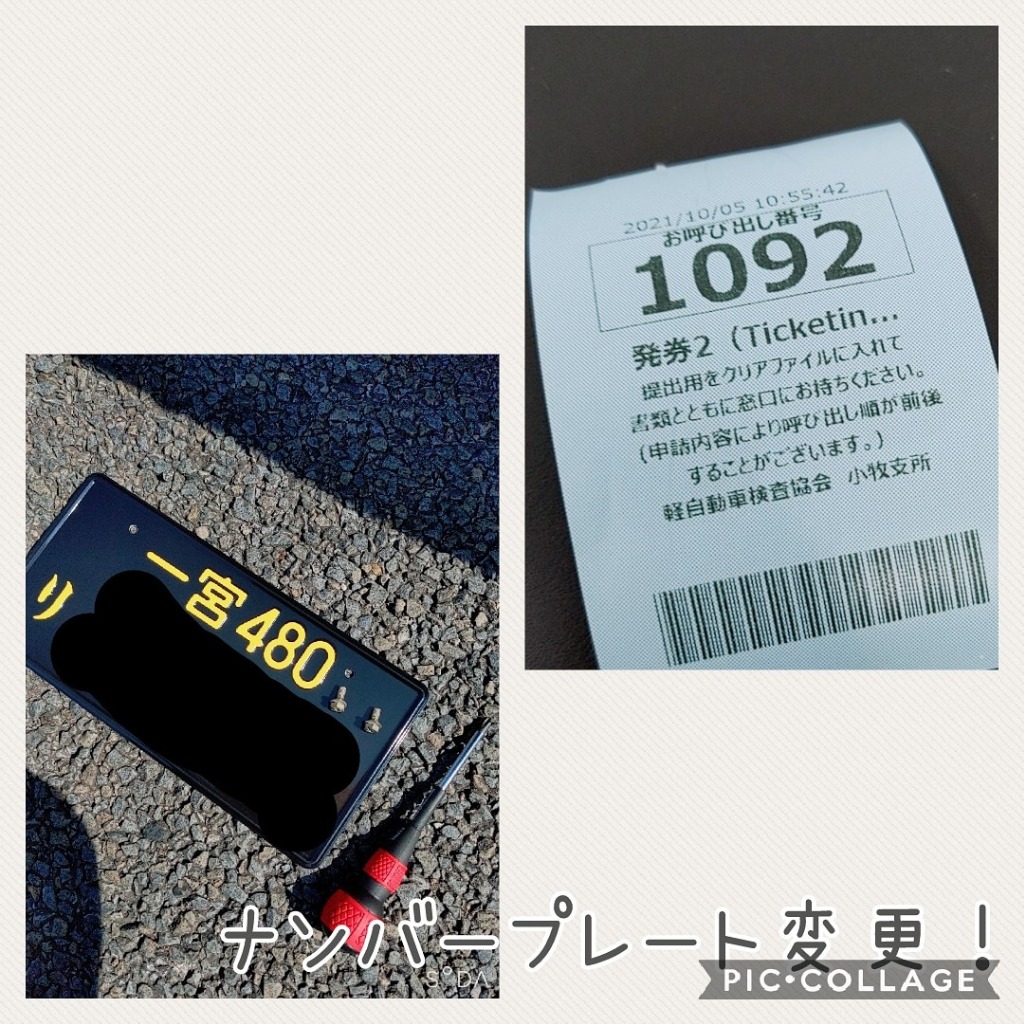 2021/10/05 10:55:42
お呼び出し番号
1092
発券2（Ticketin...
提出用をクリアファイルに入れて
書類とともに窓口にお持ちください。
（申請内容により呼び出し順が前後
することがございます。）
軽自動車検査協会 小牧支所
一宮480
り
ナンバープレート変更！
SODA
PIC•COLLAGE